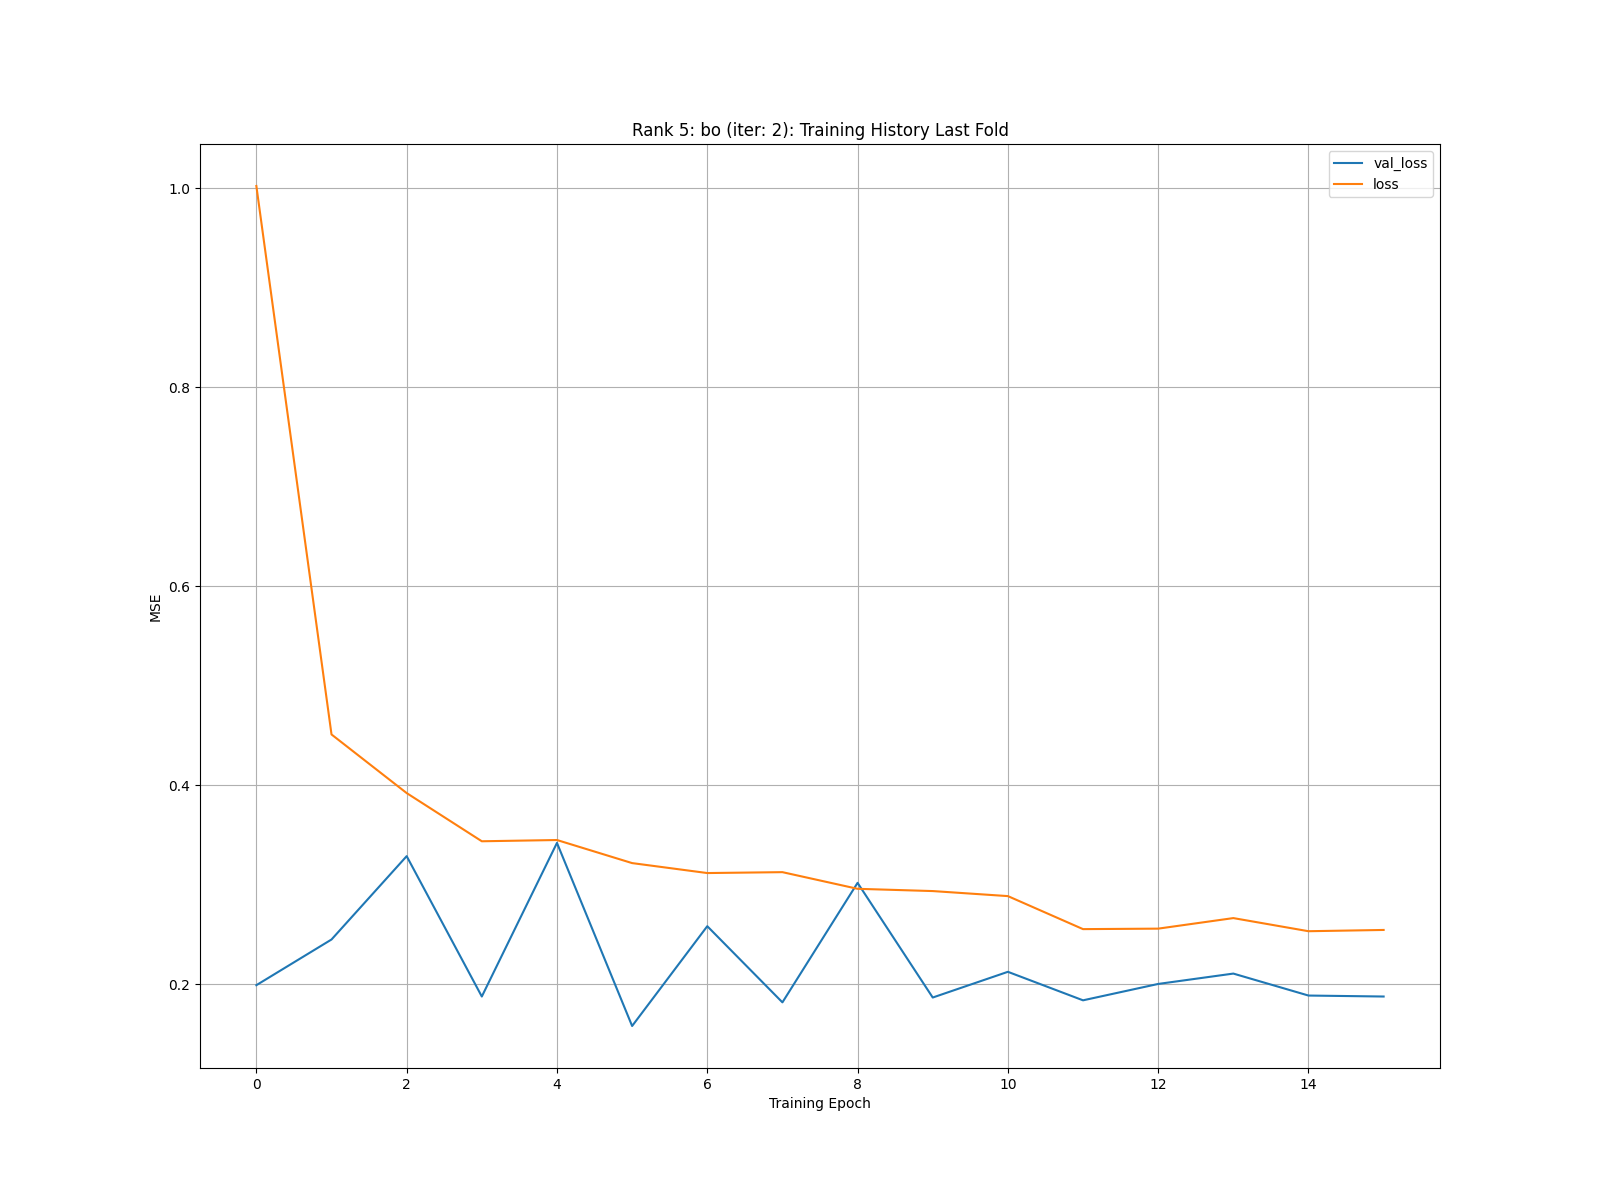 Rank 5: bo (iter: 2): Training History Last Fold
val_loss
loss
1.0
0.8
0.6
0.4
0.2
MSE
0 2 4 6 8 10 12 14
Training Epoch